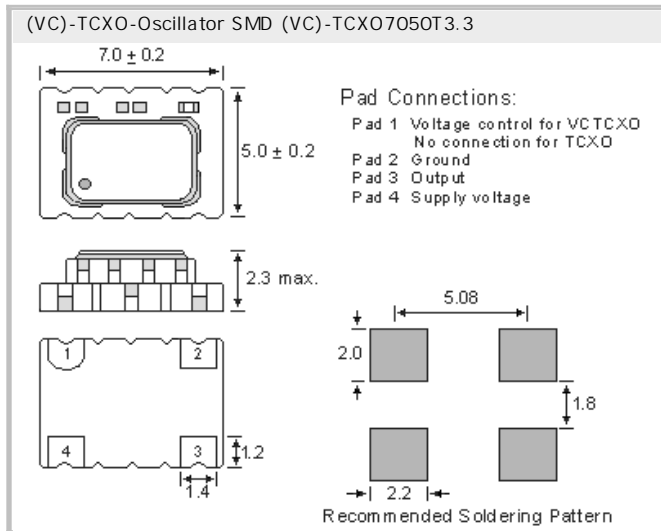 (VC)-TCXO-Oscillator SMD (VC)-TCXO7050T3.3
7.0 ± 0.2
5.0 ± 0.2
Pad Connections:
Pad 1 Voltage control for VCTCXO
No connection for TCXO
Pad 2 Ground
Pad 3 Output
Pad 4 Supply voltage
2.3 max.
1
2
4
3
1.2
1.4
5.08
2.0
1.8
2.2
Recommended Soldering Pattern